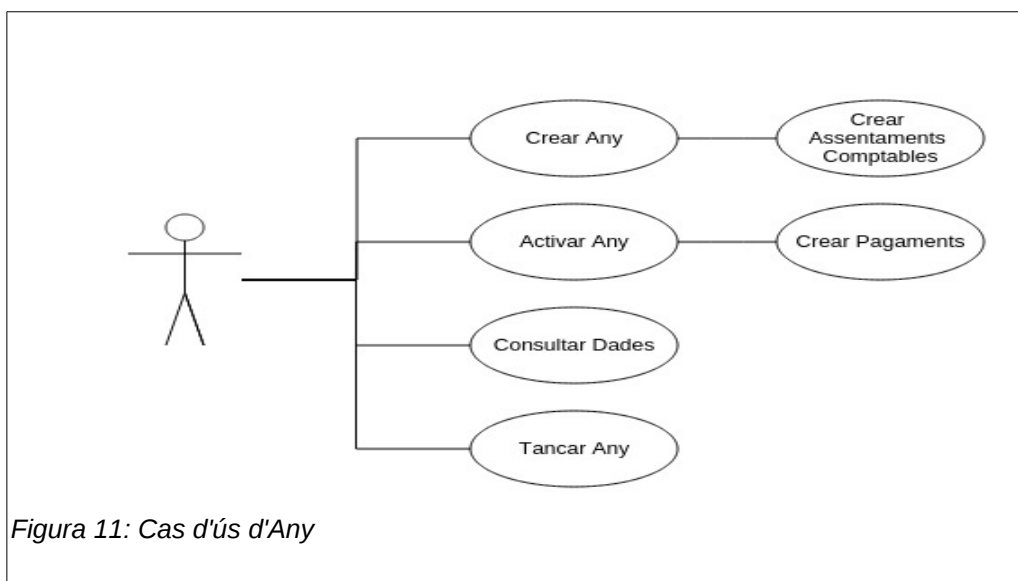 Crear Any
Crear
Assentaments
Comptables
Activar Any
Crear Pagaments
Consultar Dades
Tancar Any
Figura 11: Cas d'ús d'Any